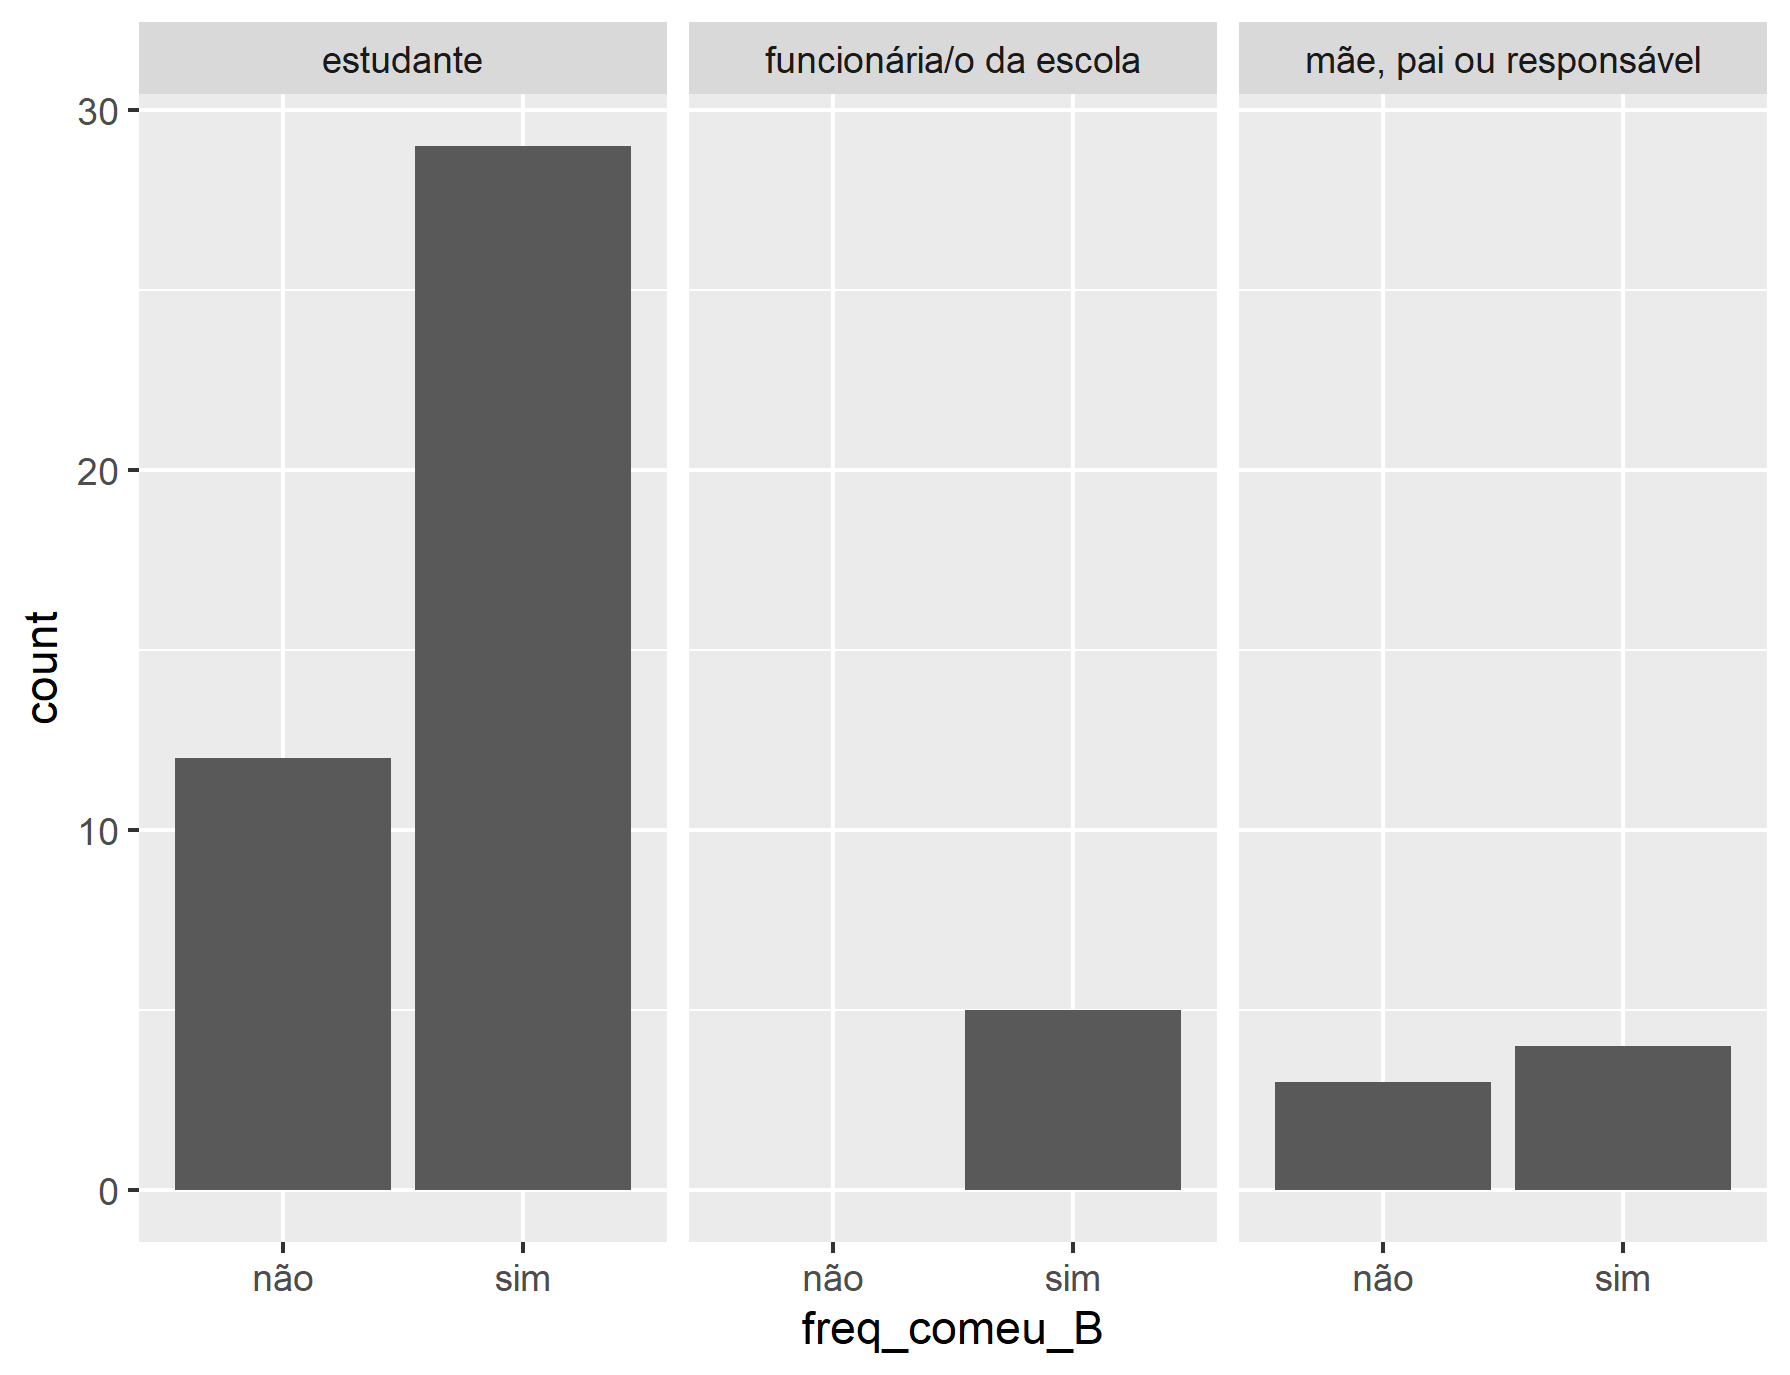 estudante funcionária/o da escola mãe, pai ou responsável
30
20
10
0
count
não sim não sim não sim
freq_comeu_B